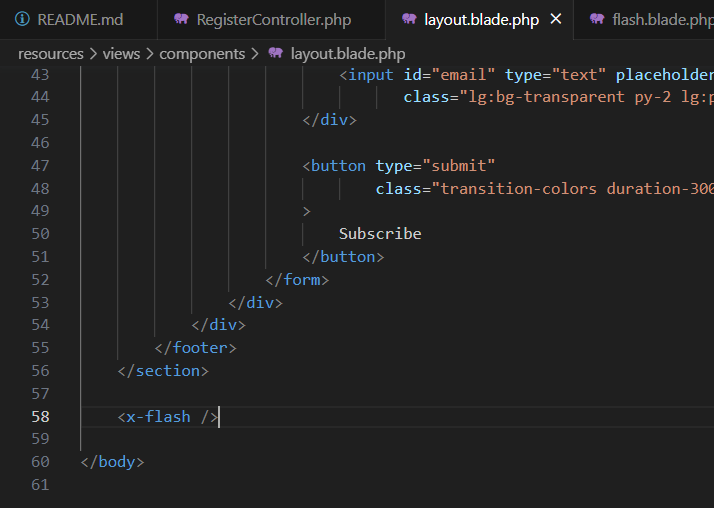 README.md RegisterController.php layout.blade.php flash.blade.php
resources > views > components > layout.blade.php
43 <input id="email" type="text" placeholder
44 class="lg:bg-transparent py-2 lg:p
45 </div>
46
47 <button type="submit"
48 class="transition-colors duration-300
49 >
50 Subscribe
51 </button>
52 </form>
53 </div>
54 </div>
55 </footer>
56 </section>
57
58 <x-flash />
59
60 </body>
61